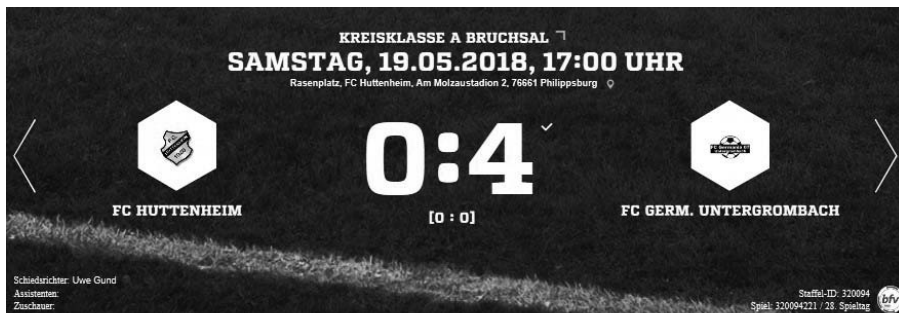 KREISKLASSE A BRUCHSAL
SAMSTAG, 19.05.2018, 17:00 UHR
Rasenplatz, FC Huttenheim, Am Molzaustadion 2, 76661 Philippsburg
0:4
[0 : 0]
FC HUTTENHEIM
FC GERM. UNTERGROMBACH
Schiedsrichter: Uwe Gund
Assistenten:
Zuschauer:
Staffel-ID: 320094
Spiel: 320094221 / 28. Spieltag
bfv